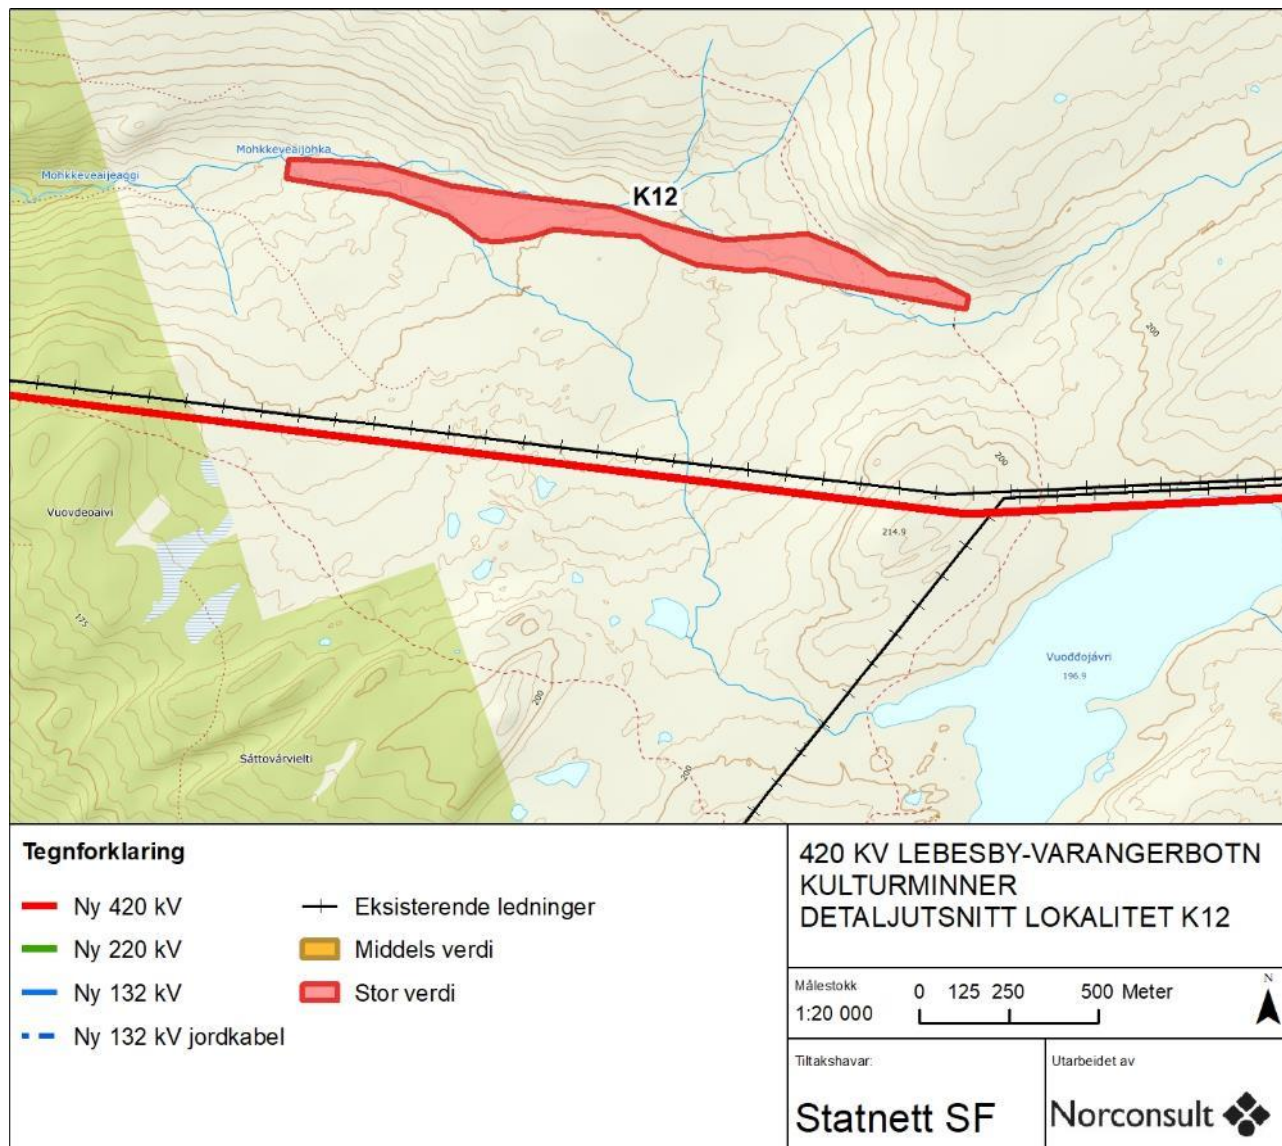 Mohkkeveaijohka
Mohkkeveaijeaggi
K12
200
200
Vuovdeoaivi
214.9
175
Vuođđojávri
196.9
200
Sáttovárvielti
200
Tegnforklaring
Ny 420 kV
Ny 220 kV
Ny 132 kV
Ny 132 kV jordkabel
Eksisterende ledninger
Middels verdi
Stor verdi
420 KV LEBESBY-VARANGERBOTN
KULTURMINNER
DETALJUTSNITT LOKALITET K12
Målestokk
1:20 000
0 125 250 500 Meter
N
Tiltakshavar:
Statnett SF
Utarbeidet av
Norconsult